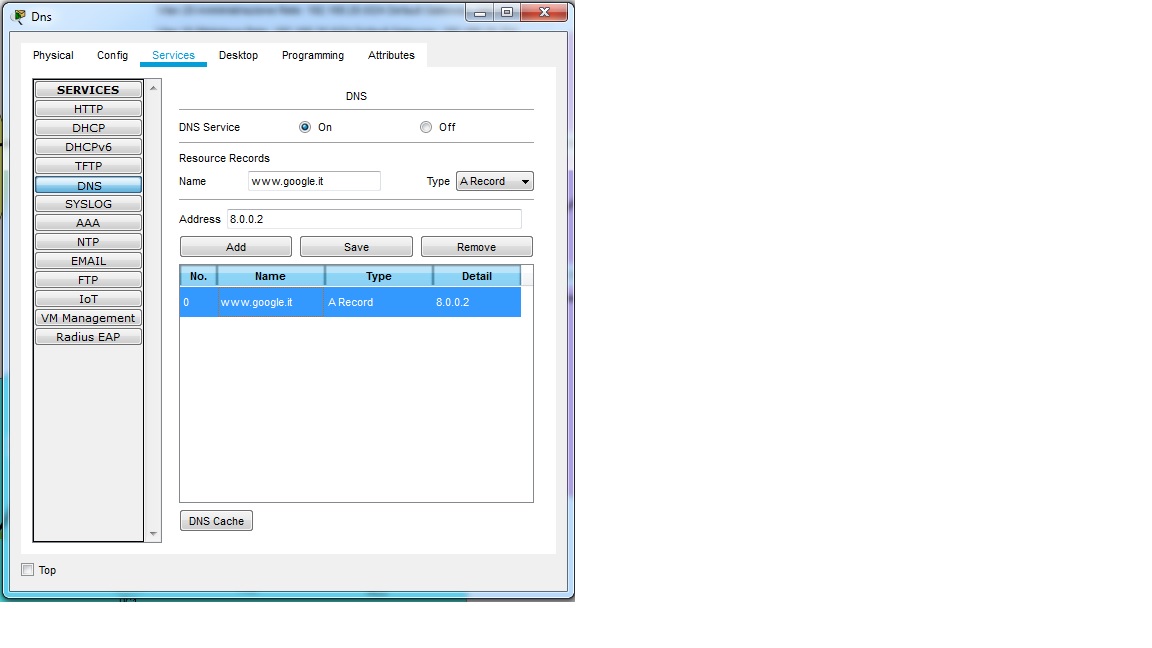 Dns
Physical Config Services Desktop Programming Attributes
SERVICES
HTTP
DHCP
DHCPv6
TFTP
DNS
SYSLOG
AAA
NTP
EMAIL
FTP
IoT
VM Management
Radius EAP
DNS
DNS Service On Off
Resource Records
Name www.google.it Type A Record
Address 8.0.0.2
Add Save Remove
No. Name Type Detail
0 www.google.it A Record 8.0.0.2
DNS Cache
Top